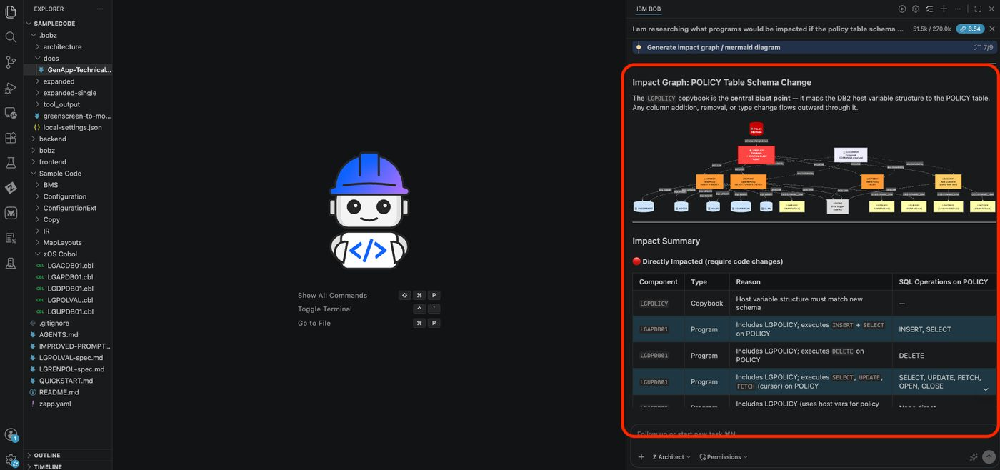 EXPLORER
SAMPLECODE
.bobz
architecture
docs
GenApp-Technical...
expanded
expanded-single
tool_output
greenscreen-to-mo...
local-settings.json
backend
bobz
frontend
Sample Code
BMS
Configuration
ConfigurationExt
Copy
IR
MapLayouts
zOS Cobol
CBL LGACDB01.cbl
CBL LGAPDB01.cbl
CBL LGDPDB01.cbl
CBL LGPOLVAL.cbl
CBL LGUPDB01.cbl
.gitignore
AGENTS.md
IMPROVED-PROMPT...
LGPOLVAL-spec.md
LGRENPOL-spec.md
QUICKSTART.md
README.md
zapp.yaml
OUTLINE
TIMELINE
</>
Show All Commands ⇧ ⌘ P
Toggle Terminal ^ `
Go to File ⌘ P
IBM BOB
I am researching what programs would be impacted if the policy table schema ... 51.5k / 270.0k 3.54
Generate impact graph / mermaid diagram 7/9
Impact Graph: POLICY Table Schema Change
The LGPOLICY copybook is the central blast point — it maps the DB2 host variable structure to the POLICY table.
Any column addition, removal, or type change flows outward through it.
Impact Summary
Directly Impacted (require code changes)
Component Type Reason SQL Operations on POLICY
LGPOLICY Copybook Host variable structure must match new schema —
LGAPDB01 Program Includes LGPOLICY; executes INSERT + SELECT on POLICY INSERT, SELECT
LGDPDB01 Program Includes LGPOLICY; executes DELETE on POLICY DELETE
LGUPDB01 Program Includes LGPOLICY; executes SELECT, UPDATE, FETCH (cursor) on POLICY SELECT, UPDATE, FETCH, OPEN, CLOSE
Includes LGPOLICY (uses host vars for policy
Follow up or start new task ⌘N
Z Architect Permissions